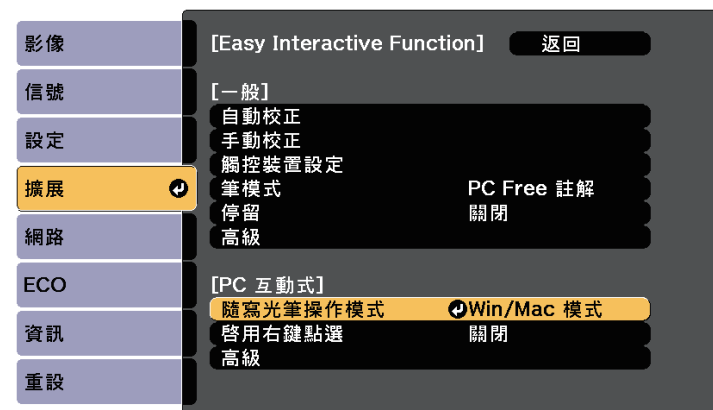 影像
信號
設定
擴展
網路
ECO
資訊
重設
[Easy Interactive Function] 返回
[一般]
自動校正
手動校正
觸控裝置設定
筆模式 PC Free 註解
停留 關閉
高級
[PC 互動式]
隨寫光筆操作模式 Win/Mac 模式
啓用右鍵點選 關閉
高級